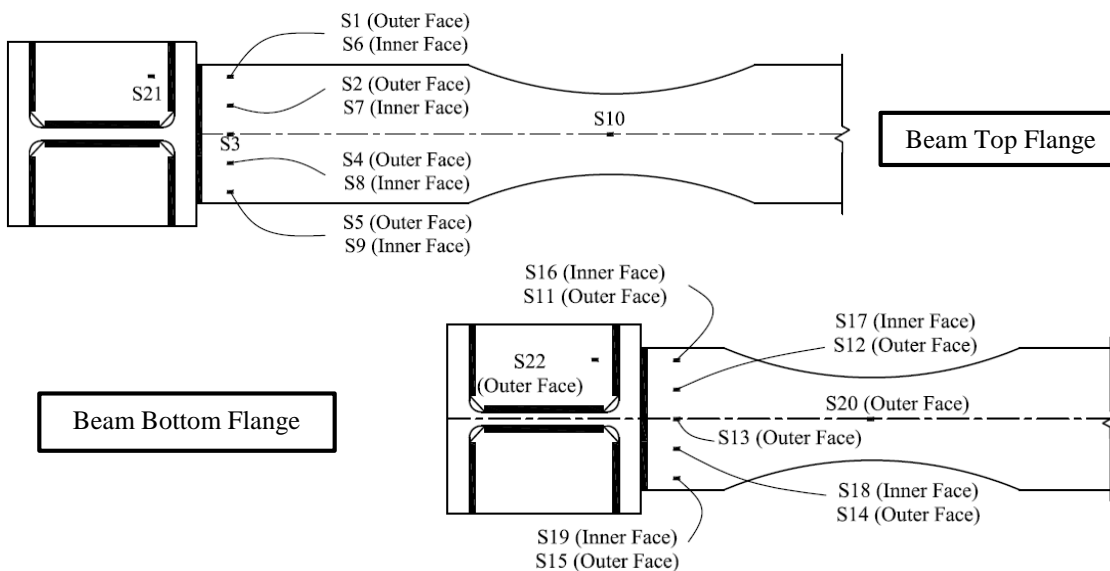 S1 (Outer Face)
S6 (Inner Face)
S21
S2 (Outer Face)
S7 (Inner Face)
S10
S3
Beam Top Flange
S4 (Outer Face)
S8 (Inner Face)
S5 (Outer Face)
S9 (Inner Face)
S16 (Inner Face)
S11 (Outer Face)
S17 (Inner Face)
S12 (Outer Face)
S22
(Outer Face)
Beam Bottom Flange
S20 (Outer Face)
S13 (Outer Face)
S18 (Inner Face)
S14 (Outer Face)
S19 (Inner Face)
S15 (Outer Face)